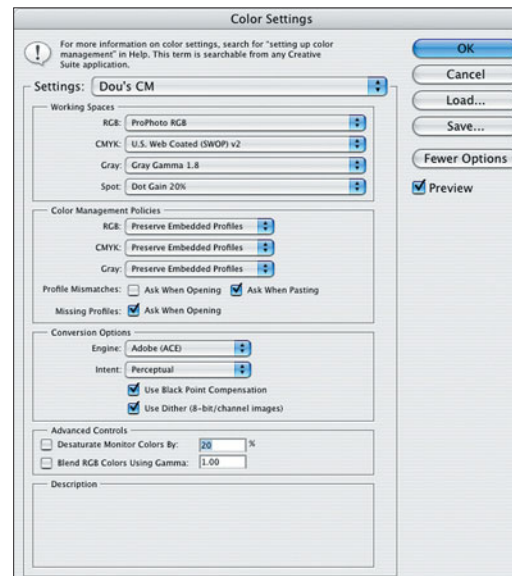 Color Settings
For more information on color settings, search for "setting up color
management" in Help. This term is searchable from any Creative
Suite application.
Settings: Dou's CM
Working Spaces
RGB: ProPhoto RGB
CMYK: U.S. Web Coated (SWOP) v2
Gray: Gray Gamma 1.8
Spot: Dot Gain 20%
Color Management Policies
RGB: Preserve Embedded Profiles
CMYK: Preserve Embedded Profiles
Gray: Preserve Embedded Profiles
Profile Mismatches: Ask When Opening Ask When Pasting
Missing Profiles: Ask When Opening
Conversion Options
Engine: Adobe (ACE)
Intent: Perceptual
Use Black Point Compensation
Use Dither (8-bit/channel images)
Advanced Controls
Desaturate Monitor Colors By: 20 %
Blend RGB Colors Using Gamma: 1.00
Description
OK
Cancel
Load...
Save...
Fewer Options
Preview